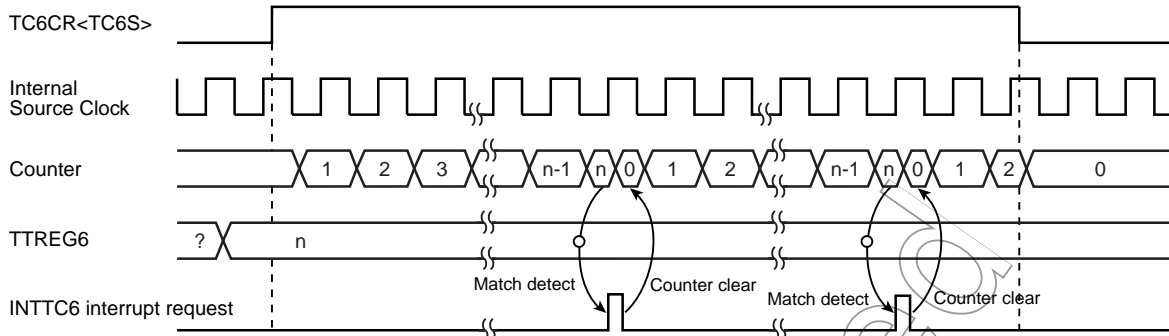 TC6CR<TC6S>
Internal
Source Clock
Counter
1 2 3 n-1 n 0 1 2 n-1 n 0 1 2 0
TTREG6
? n
Match detect Counter clear Match detect Counter clear
INTTC6 interrupt request